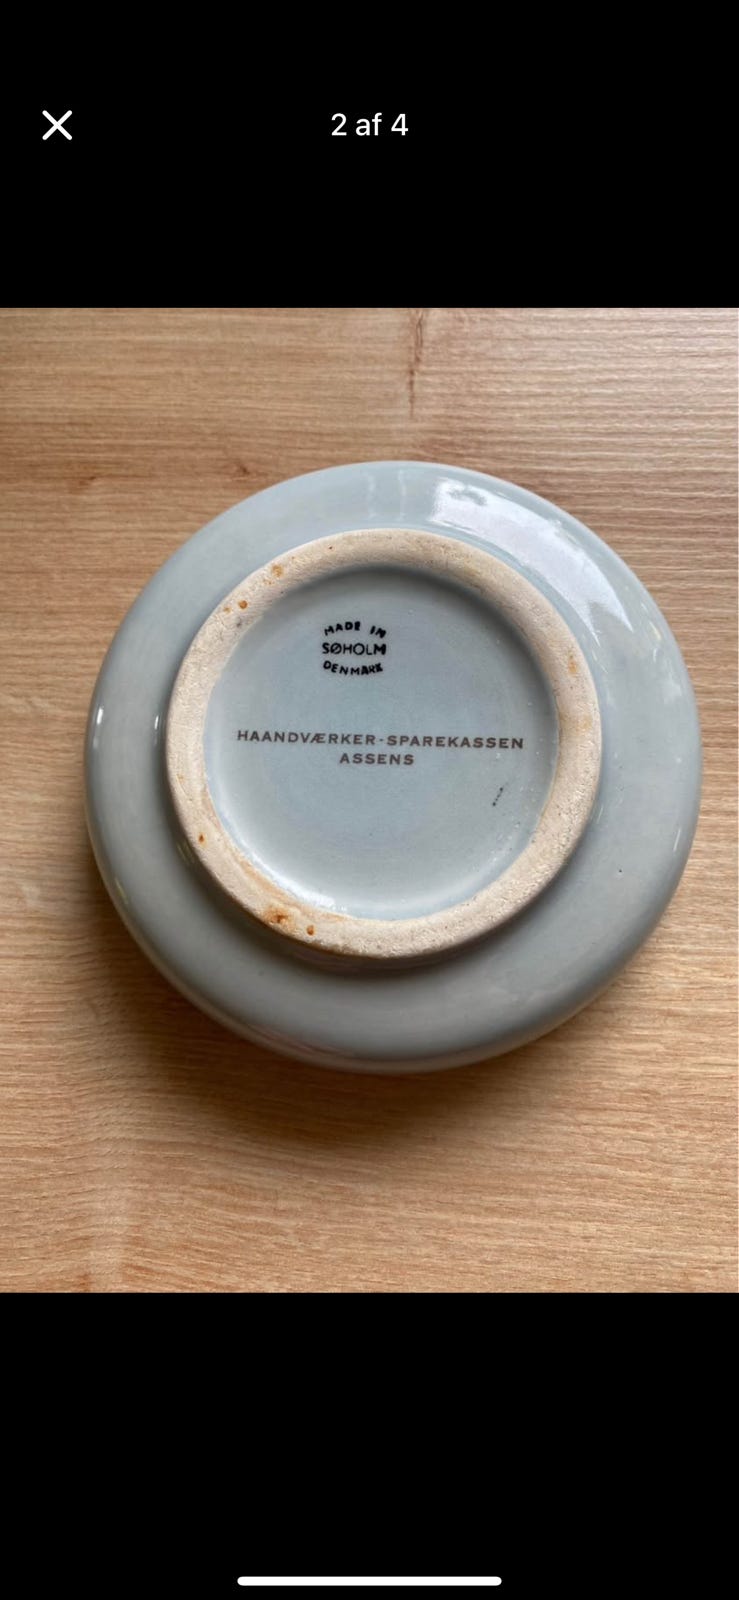 2 af 4
MADE IN
SØHOLM
DENMARK
HAANDVÆRKER-SPAREKASSEN
ASSENS